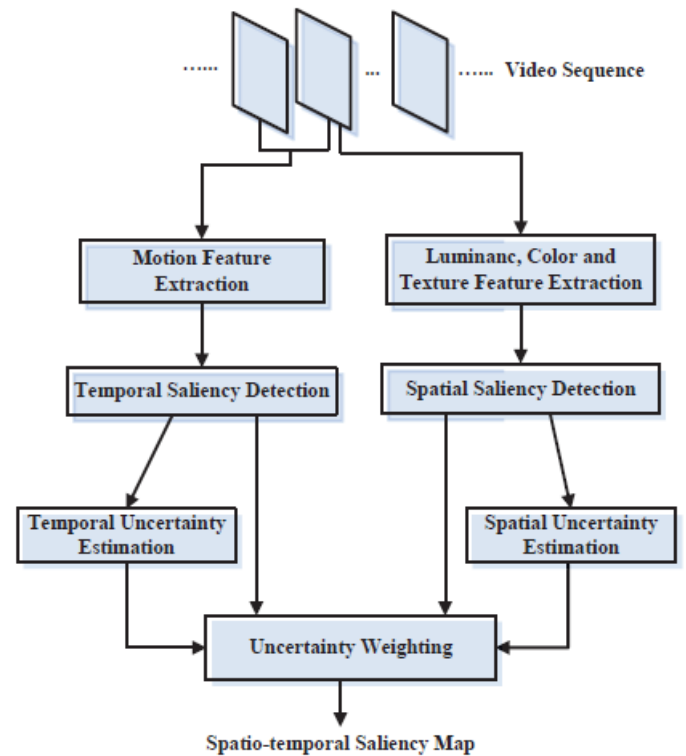 …... ... …... Video Sequence
Motion Feature
Extraction
Luminanc, Color and
Texture Feature Extraction
Temporal Saliency Detection
Spatial Saliency Detection
Temporal Uncertainty
Estimation
Spatial Uncertainty
Estimation
Uncertainty Weighting
Spatio-temporal Saliency Map